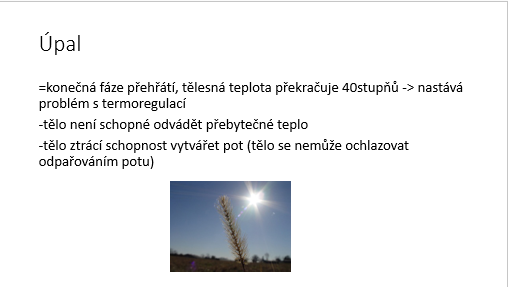 Úpal
=konečná fáze přehřátí, tělesná teplota překračuje 40stupňů -> nastává
problém s termoregulací
-tělo není schopné odvádět přebytečné teplo
-tělo ztrácí schopnost vytvářet pot (tělo se nemůže ochlazovat
odpařováním potu)